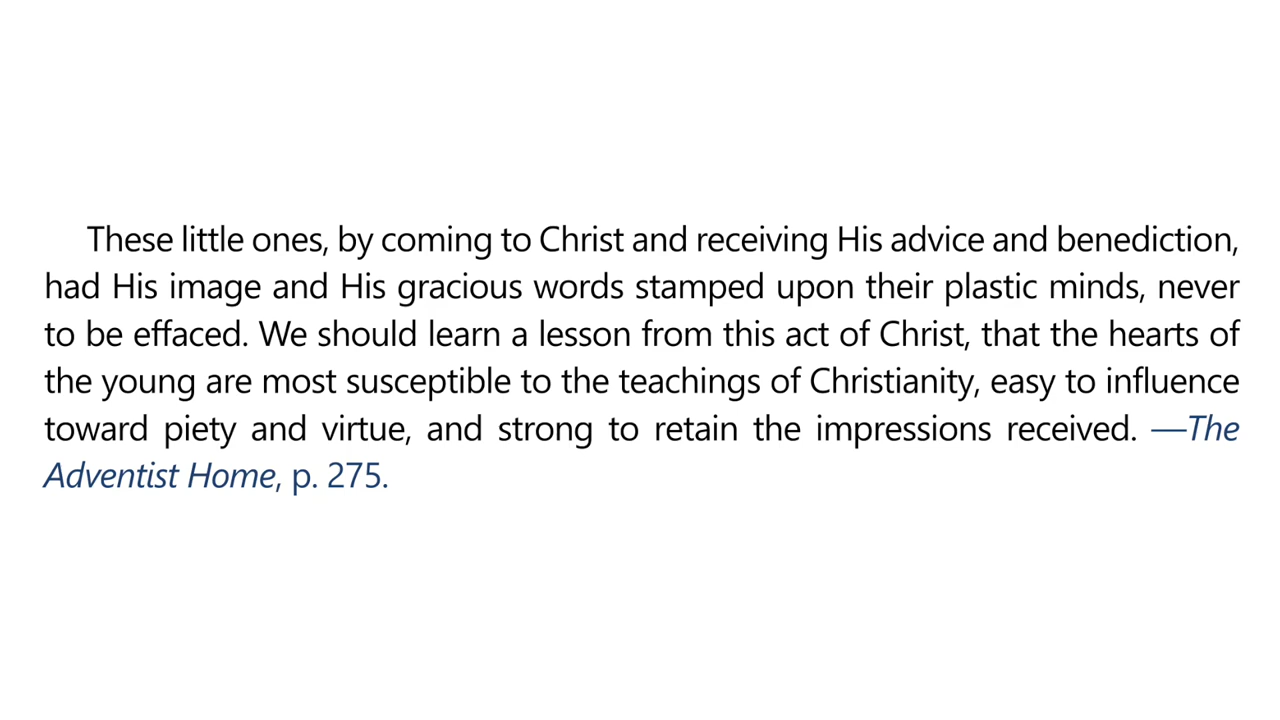 These little ones, by coming to Christ and receiving His advice and benediction,
had His image and His gracious words stamped upon their plastic minds, never
to be effaced. We should learn a lesson from this act of Christ, that the hearts of
the young are most susceptible to the teachings of Christianity, easy to influence
toward piety and virtue, and strong to retain the impressions received. —The
Adventist Home, p. 275.